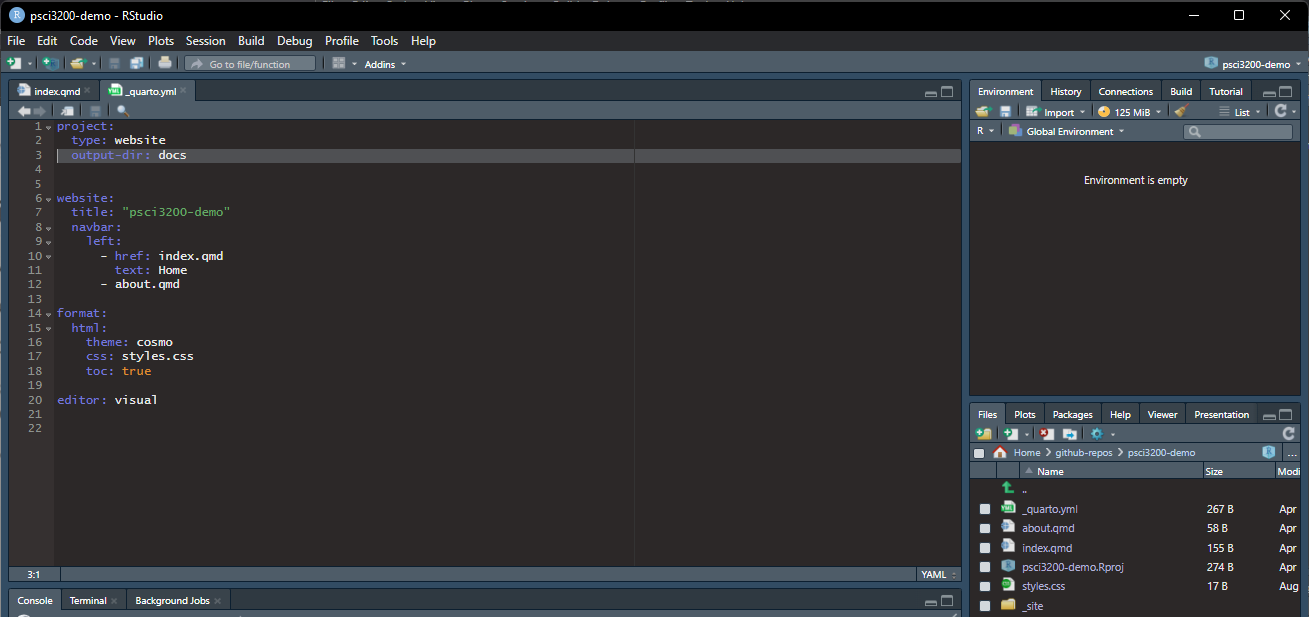 psci3200-demo - RStudio
File Edit Code View Plots Session Build Debug Profile Tools Help
Go to file/function Addins psci3200-demo
index.qmd _quarto.yml
1 project:
2 type: website
3 output-dir: docs
4
5
6 website:
7 title: "psci3200-demo"
8 navbar:
9 left:
10 - href: index.qmd
11 text: Home
12 - about.qmd
13
14 format:
15 html:
16 theme: cosmo
17 css: styles.css
18 toc: true
19
20 editor: visual
21
22
3:1 YAML
Console Terminal Background Jobs
Environment History Connections Build Tutorial
Import 125 MiB List
R Global Environment
Environment is empty
Files Plots Packages Help Viewer Presentation
Home github-repos psci3200-demo ...
Name Size Modi
..
_quarto.yml 267 B Apr
about.qmd 58 B Apr
index.qmd 155 B Apr
psci3200-demo.Rproj 274 B Apr
styles.css 17 B Aug
_site